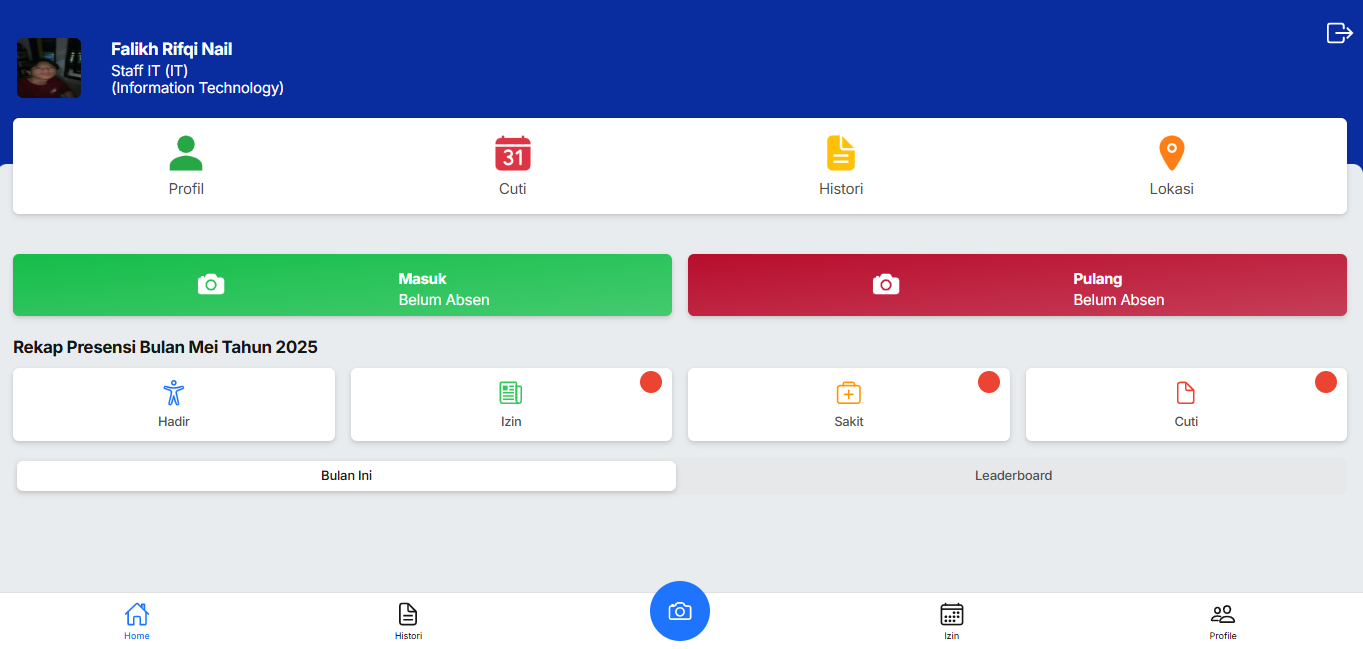 Falikh Rifqi Nail
Staff IT (IT)
(Information Technology)
31
Profil
Cuti
Histori
Lokasi
Masuk
Belum Absen
Pulang
Belum Absen
Rekap Presensi Bulan Mei Tahun 2025
Hadir
Izin
Sakit
Cuti
Bulan Ini
Leaderboard
Home
Histori
Izin
Profile